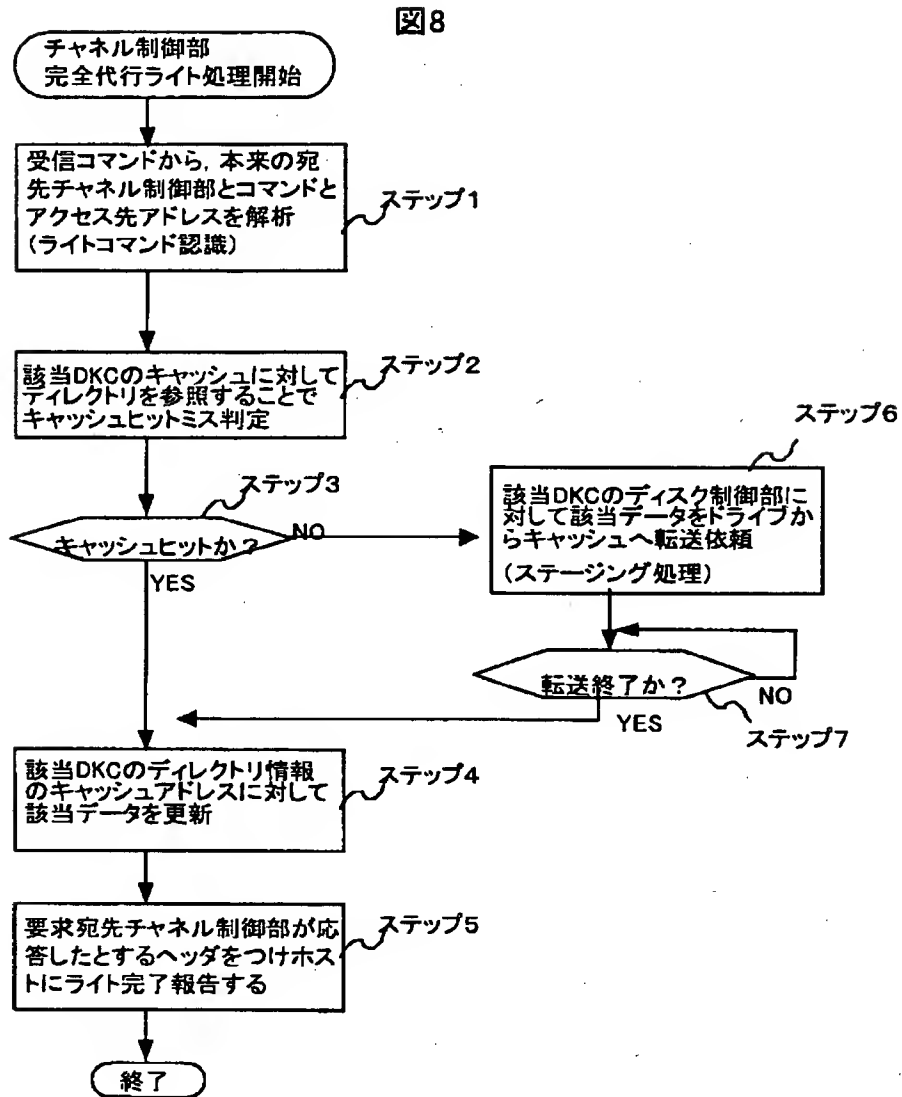 図8
チャネル制御部
完全代行ライト処理開始
受信コマンドから,本来の宛
先チャネル制御部とコマンドと
アクセス先アドレスを解析
(ライトコマンド認識)
ステップ1
該当DKCのキャッシュに対して
ディレクトリを参照することで
キャッシュヒットミス判定
ステップ2
ステップ3
キャッシュヒットか?
NO
YES
ステップ6
該当DKCのディスク制御部に
対して該当データをドライブか
らキャッシュへ転送依頼
(ステージング処理)
転送終了か?
NO
YES
ステップ7
該当DKCのディレクトリ情報
のキャッシュアドレスに対して
該当データを更新
ステップ4
要求宛先チャネル制御部が応
答したとするヘッダをつけホス
トにライト完了報告する
ステップ5
終了